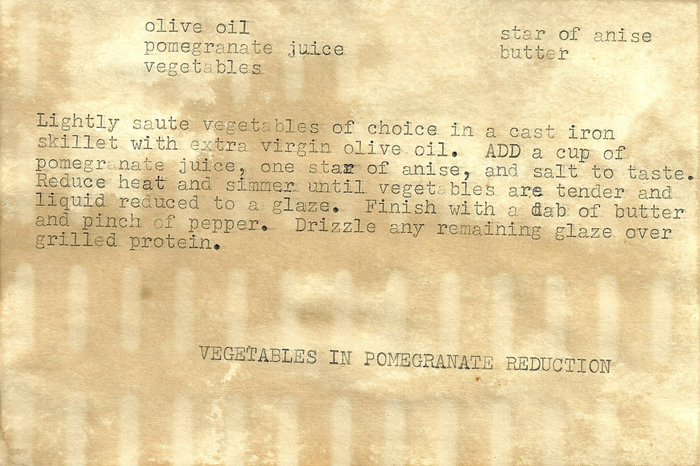 olive oil
star of anise
pomegranate juice
butter
vegetables
Lightly saute vegetables of choice in a cast iron
skillet with extra virgin olive oil. ADD a cup of
pomegranate juice, one star of anise, and salt to taste.
Reduce heat and simmer until vegetables are tender and
liquid reduced to a glaze. Finish with a dab of butter
and pinch of pepper. Drizzle any remaining glaze over
grilled protein.
VEGETABLES IN POMEGRANATE REDUCTION